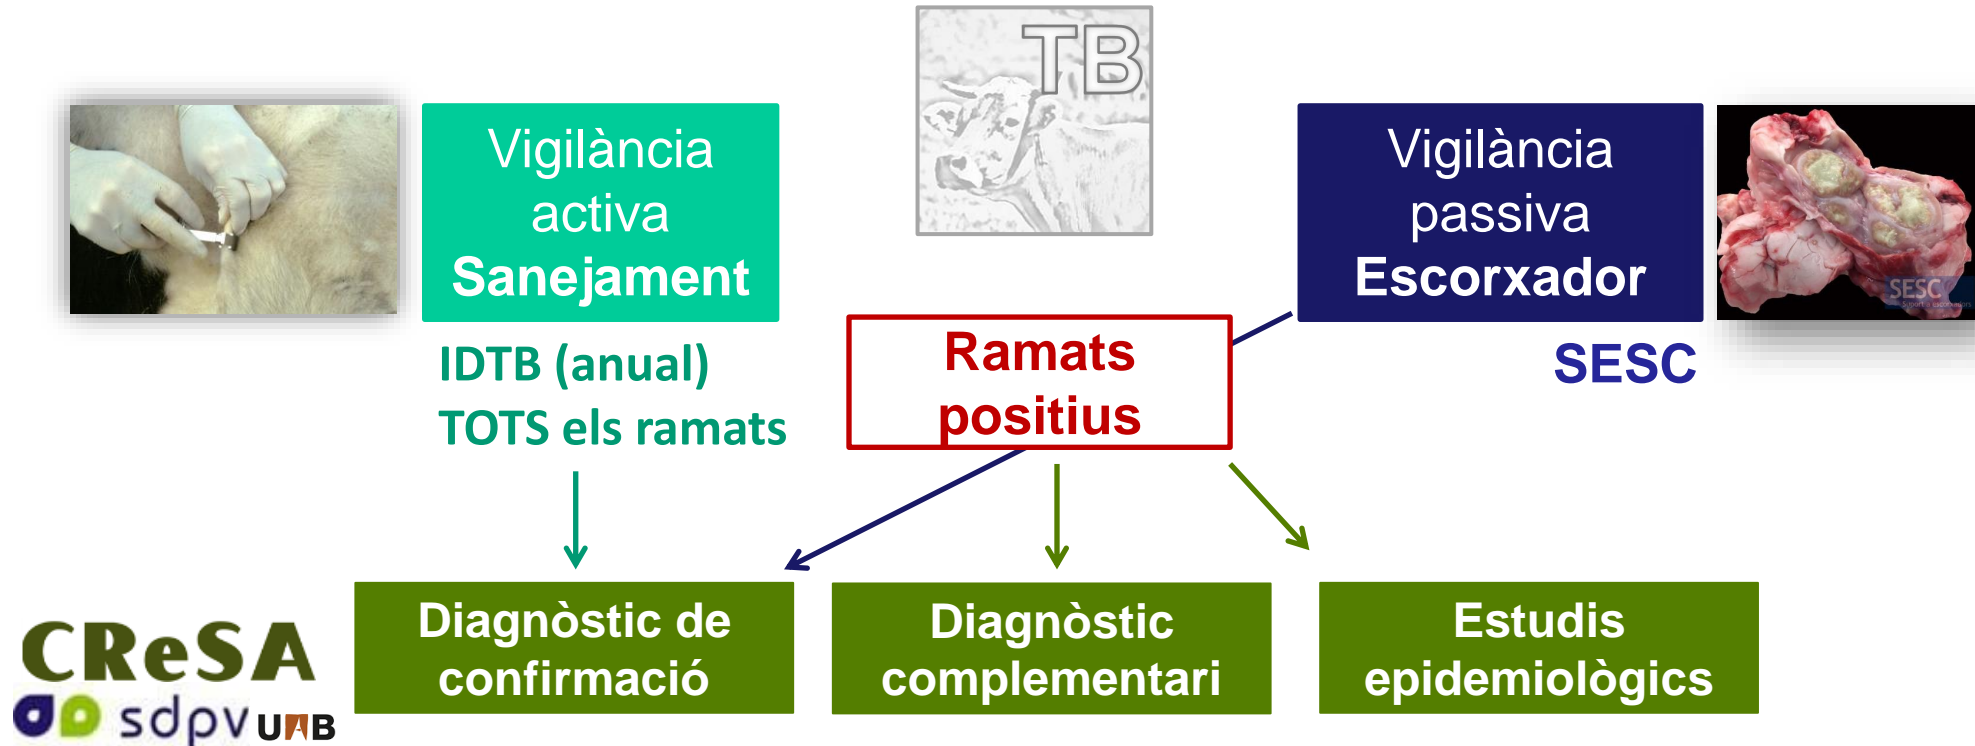 TB
Vigilància
activa
Sanejament
Vigilància
passiva
Escorxador
SESC
IDTB (anual)
TOTS els ramats
Ramats
positius
SESC
Diagnòstic de
confirmació
Diagnòstic
complementari
Estudis
epidemiològics
CReSA
sdpv UAB